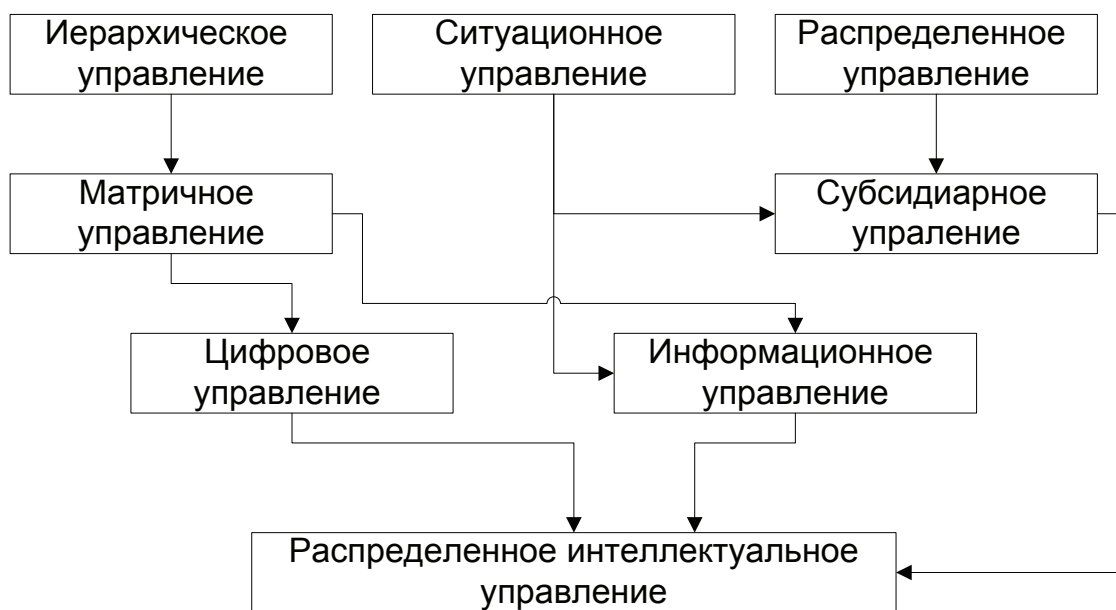 Иерархическое
управление
Ситуационное
управление
Распределенное
управление
Матричное
управление
Субсидиарное
упраление
Цифровое
управление
Информационное
управление
Распределенное интеллектуальное
управление